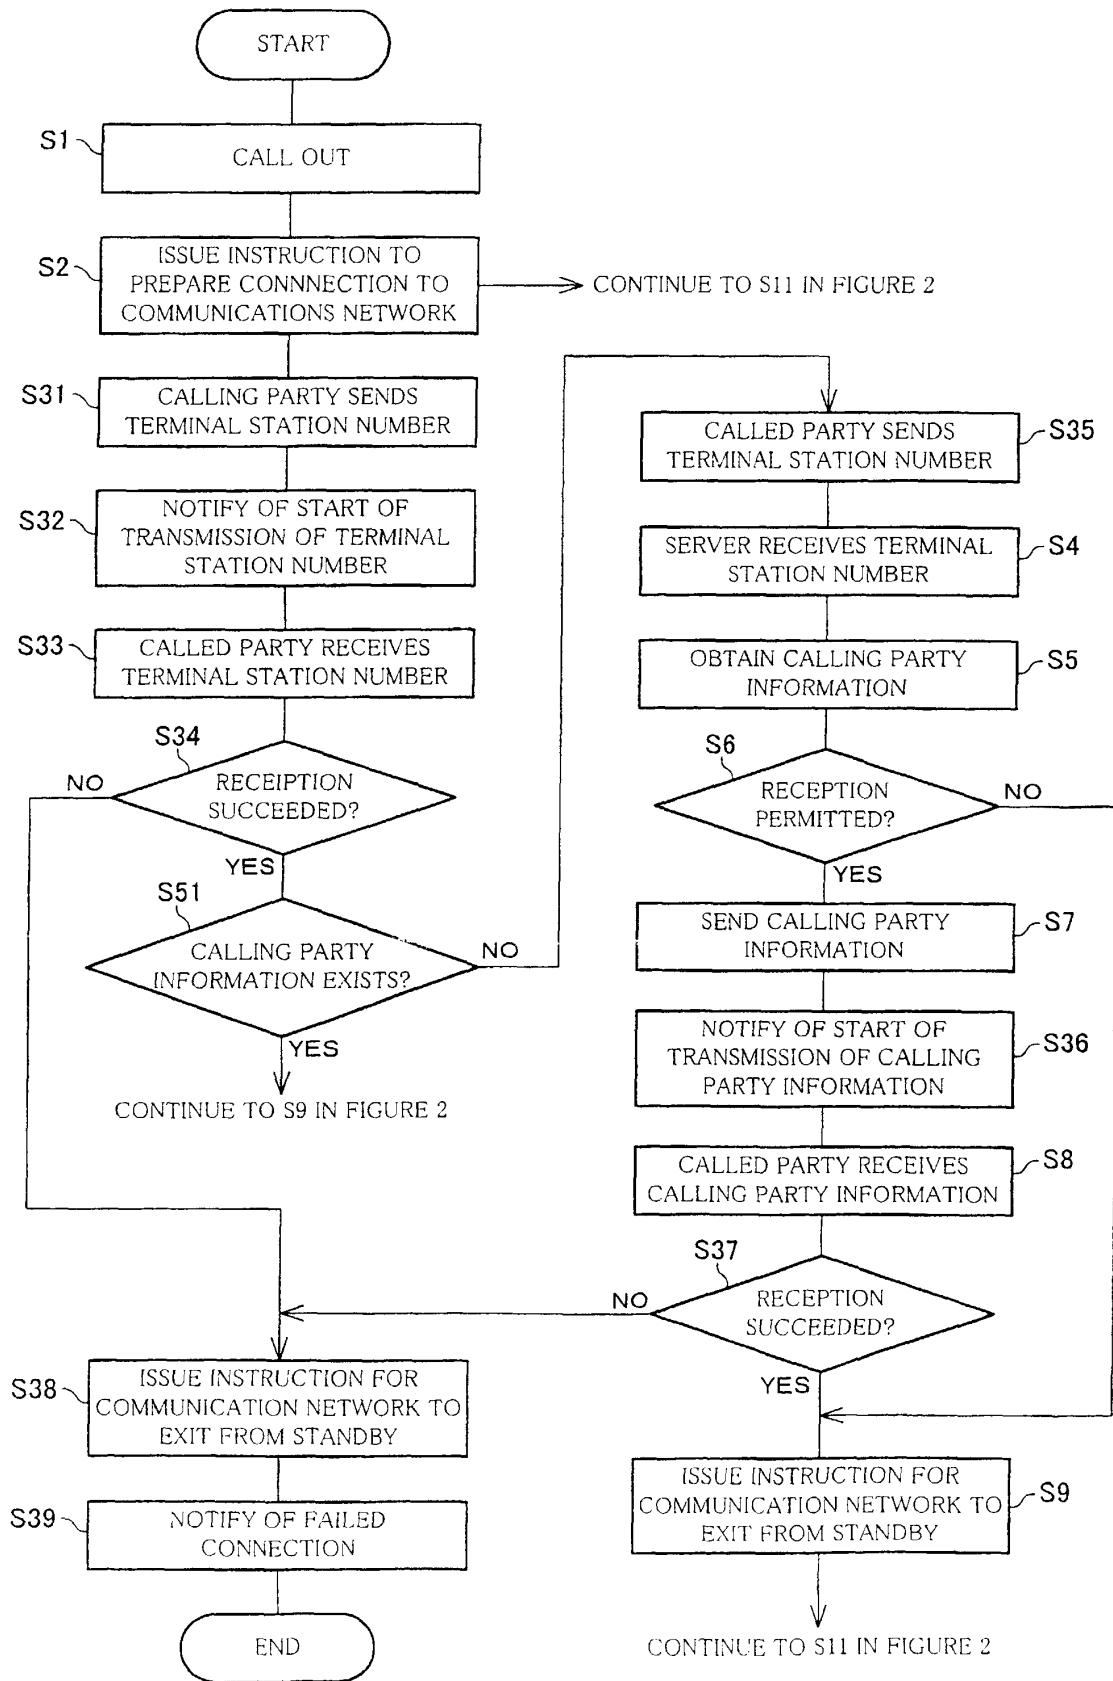 START
S1
CALL OUT
S2
ISSUE INSTRUCTION TO
PREPARE CONNNECTION TO
COMMUNICATIONS NETWORK
CONTINUE TO S11 IN FIGURE 2
S31
CALLING PARTY SENDS
TERMINAL STATION NUMBER
S32
NOTIFY OF START OF
TRANSMISSION OF TERMINAL
STATION NUMBER
S33
CALLED PARTY RECEIVES
TERMINAL STATION NUMBER
S34
NO
RECEIPTION
SUCCEEDED?
YES
S51
CALLING PARTY
INFORMATION EXISTS?
NO
YES
CONTINUE TO S9 IN FIGURE 2
CALLED PARTY SENDS
TERMINAL STATION NUMBER
S35
SERVER RECEIVES TERMINAL
STATION NUMBER
S4
OBTAIN CALLING PARTY
INFORMATION
S5
S6
RECEPTION
PERMITTED?
NO
YES
SEND CALLING PARTY
INFORMATION
S7
NOTIFY OF START OF
TRANSMISSION OF CALLING
PARTY INFORMATION
S36
CALLED PARTY RECEIVES
CALLING PARTY INFORMATION
S8
S37
NO
RECEPTION
SUCCEEDED?
YES
S38
ISSUE INSTRUCTION FOR
COMMUNICATION NETWORK TO
EXIT FROM STANDBY
S39
NOTIFY OF FAILED
CONNECTION
END
ISSUE INSTRUCTION FOR
COMMUNICATION NETWORK TO
EXIT FROM STANDBY
S9
CONTINUE TO S11 IN FIGURE 2